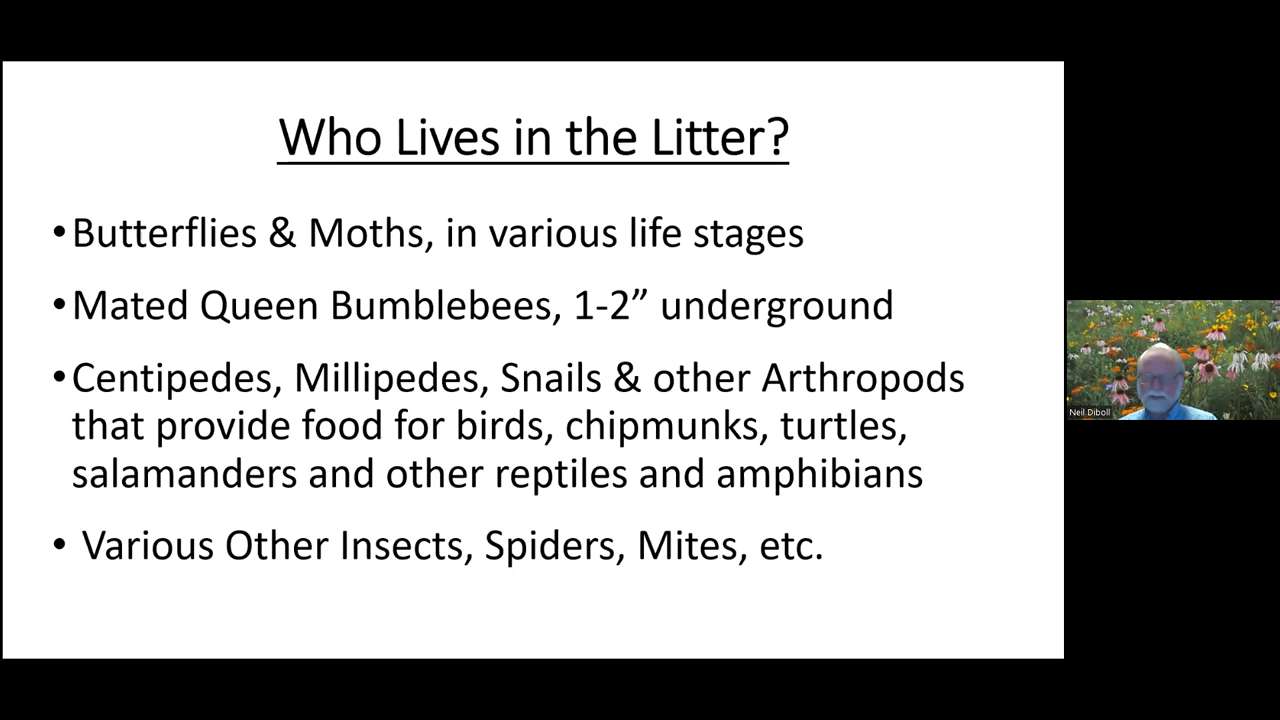 Who Lives in the Litter?
•Butterflies & Moths, in various life stages
•Mated Queen Bumblebees, 1-2” underground
•Centipedes, Millipedes, Snails & other Arthropods
that provide food for birds, chipmunks, turtles,
salamanders and other reptiles and amphibians
• Various Other Insects, Spiders, Mites, etc.
Neil Diboll